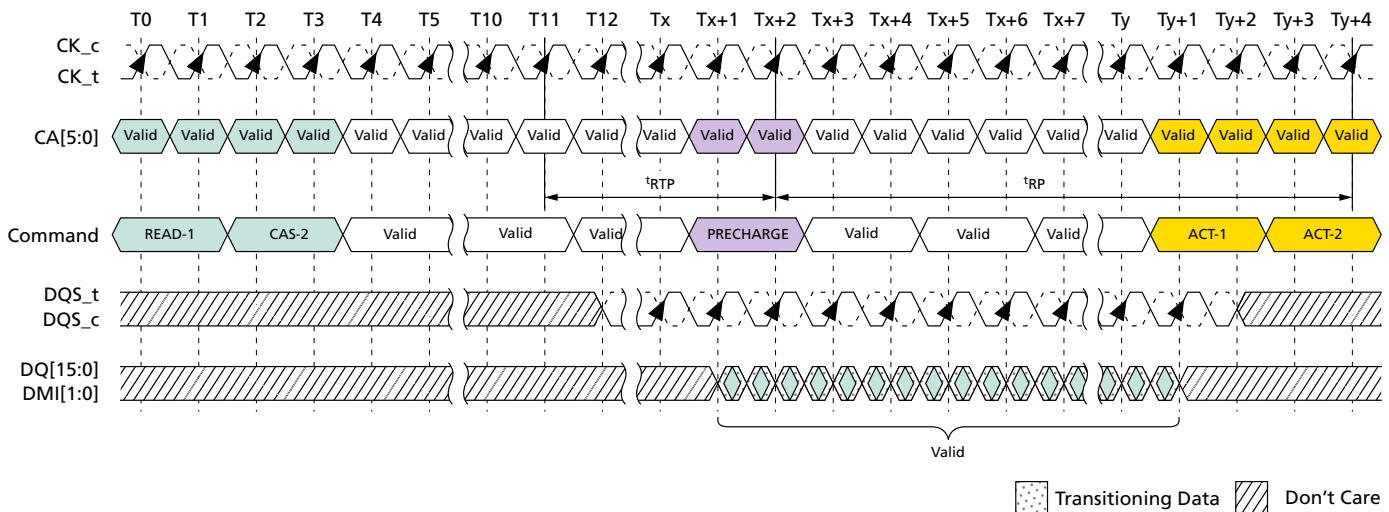 T0 T1 T2 T3 T4 T5 T10 T11 T12 Tx Tx+1 Tx+2 Tx+3 Tx+4 Tx+5 Tx+6 Tx+7 Ty Ty+1 Ty+2 Ty+3 Ty+4
CK_c
CK_t
CA[5:0] Valid Valid Valid Valid Valid Valid Valid Valid Valid Valid Valid Valid Valid Valid Valid Valid Valid Valid Valid Valid Valid Valid
tRTP tRP
Command READ-1 CAS-2 Valid Valid Valid PRECHARGE Valid Valid Valid ACT-1 ACT-2
DQS_t
DQS_c
DQ[15:0]
DMI[1:0]
Valid
Transitioning Data Don't Care